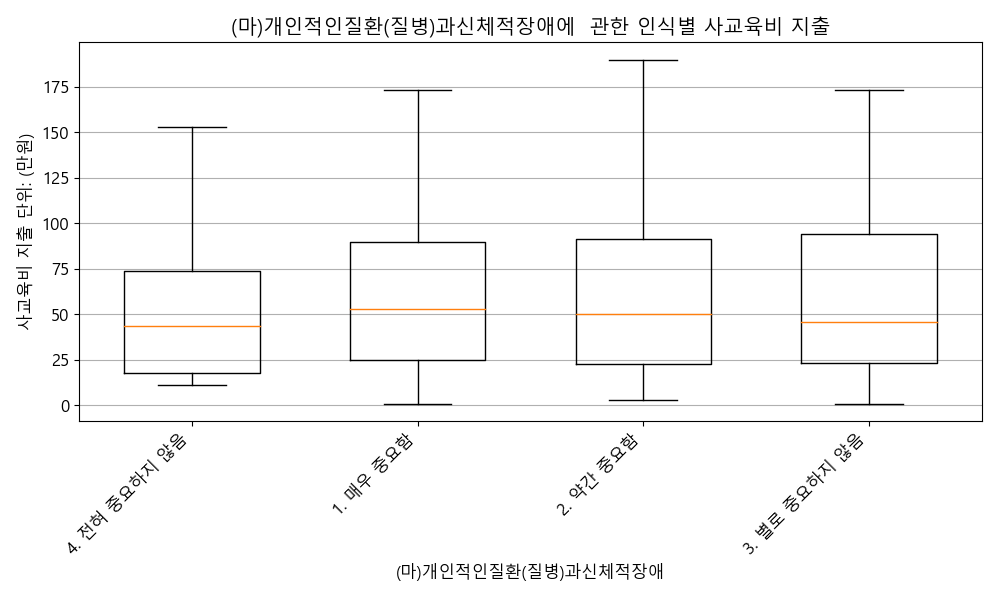 (마)개인적인질환(질병)과신체적장애에  관한 인식별 사교육비 지출
사교육비 지출 단위: (만원)
175
150
125
100
75
50
25
0
4. 전혀 중요하지 않음
1. 매우 중요함
2. 약간 중요함
3. 별로 중요하지 않음
(마)개인적인질환(질병)과신체적장애